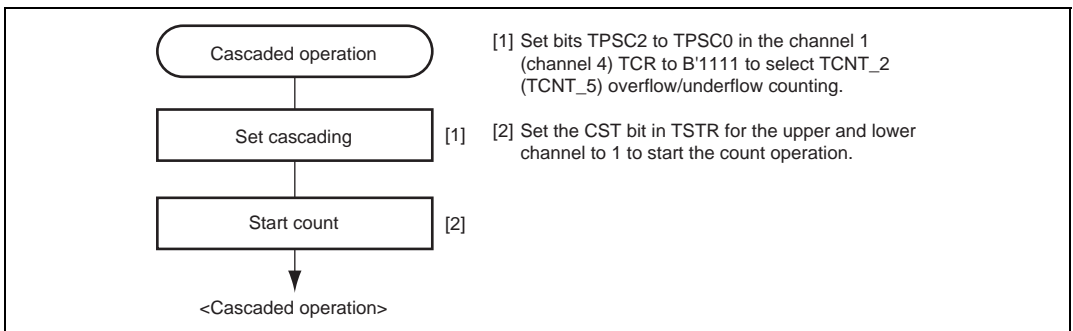 Cascaded operation
Set cascading
[1]
Start count
[2]
<Cascaded operation>
[1] Set bits TPSC2 to TPSC0 in the channel 1
(channel 4) TCR to B'1111 to select TCNT_2
(TCNT_5) overflow/underflow counting.
[2] Set the CST bit in TSTR for the upper and lower
channel to 1 to start the count operation.